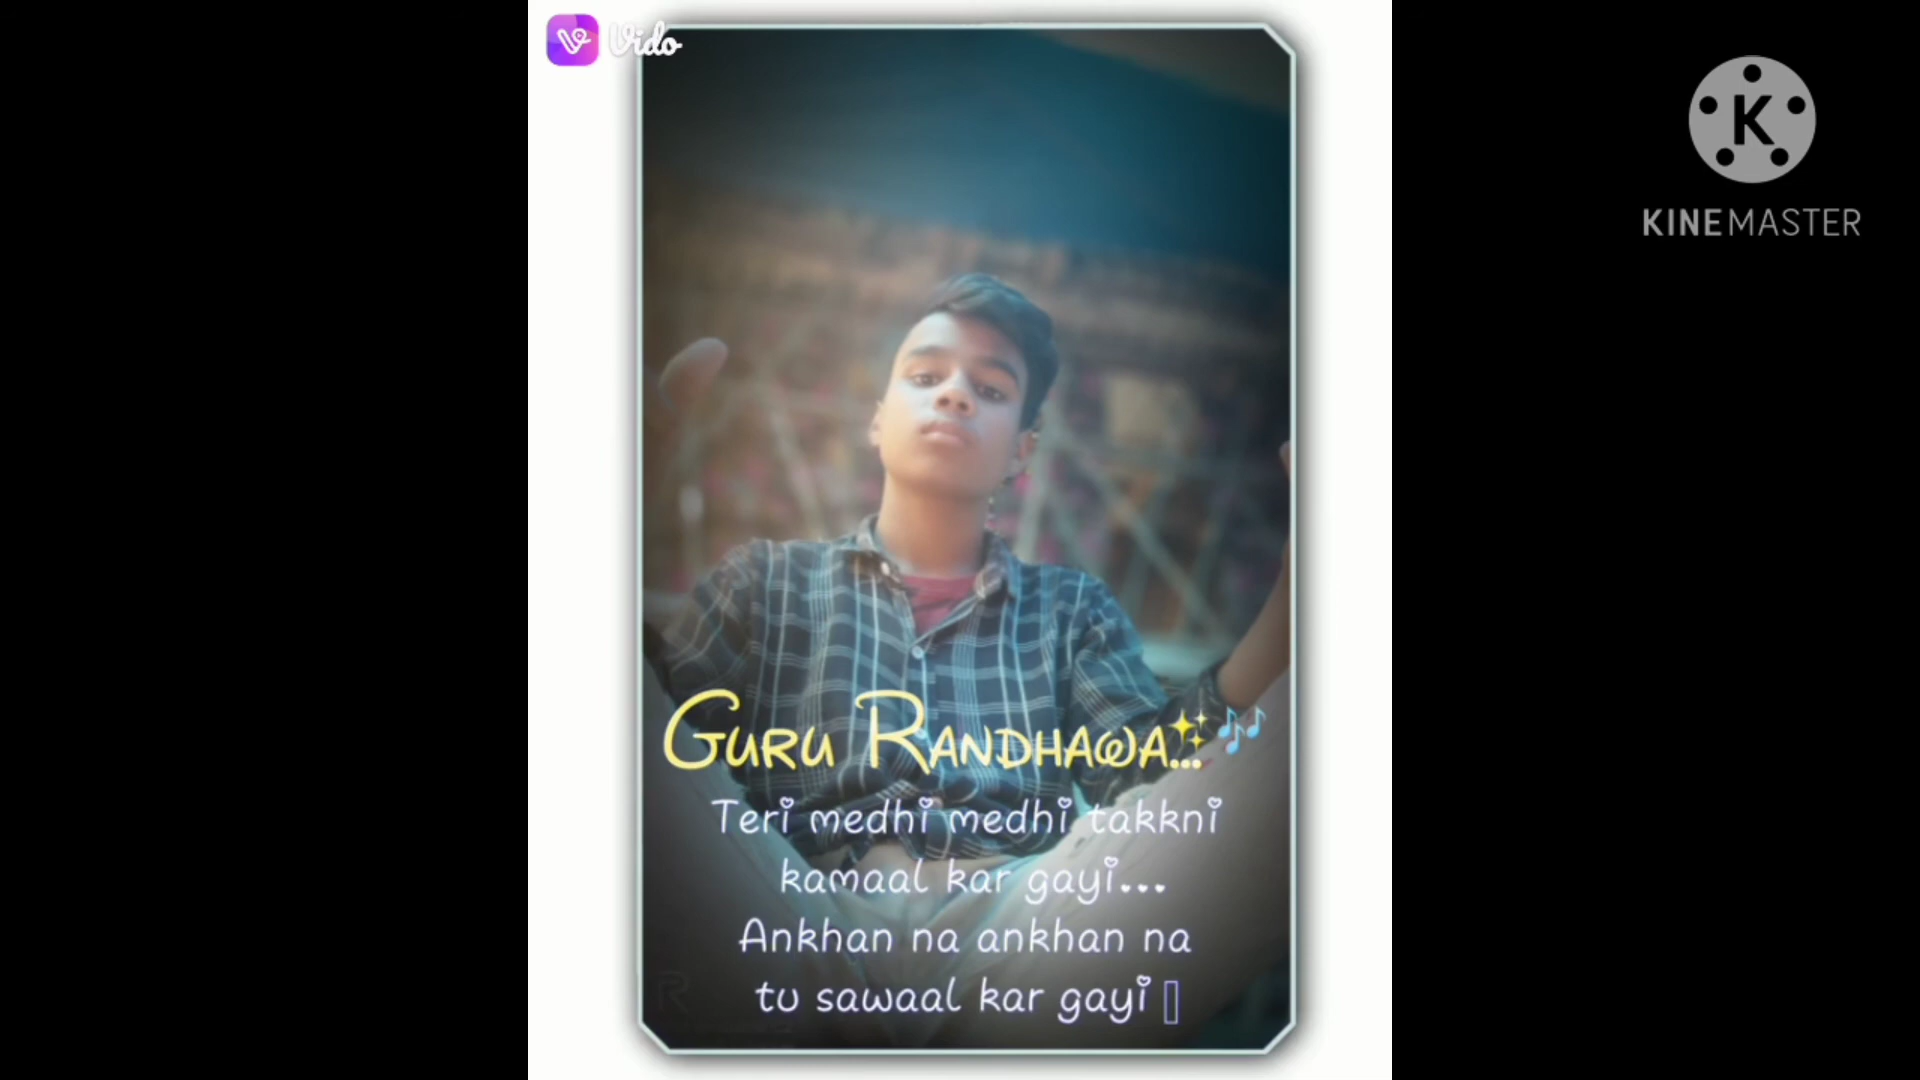 Vido
K
KINEMASTER
GURU RANDHAWA...
Teri medhi medhi takkni
kamaal kar gayi...
Ankhan na ankhan na
tu sawaal kar gayi